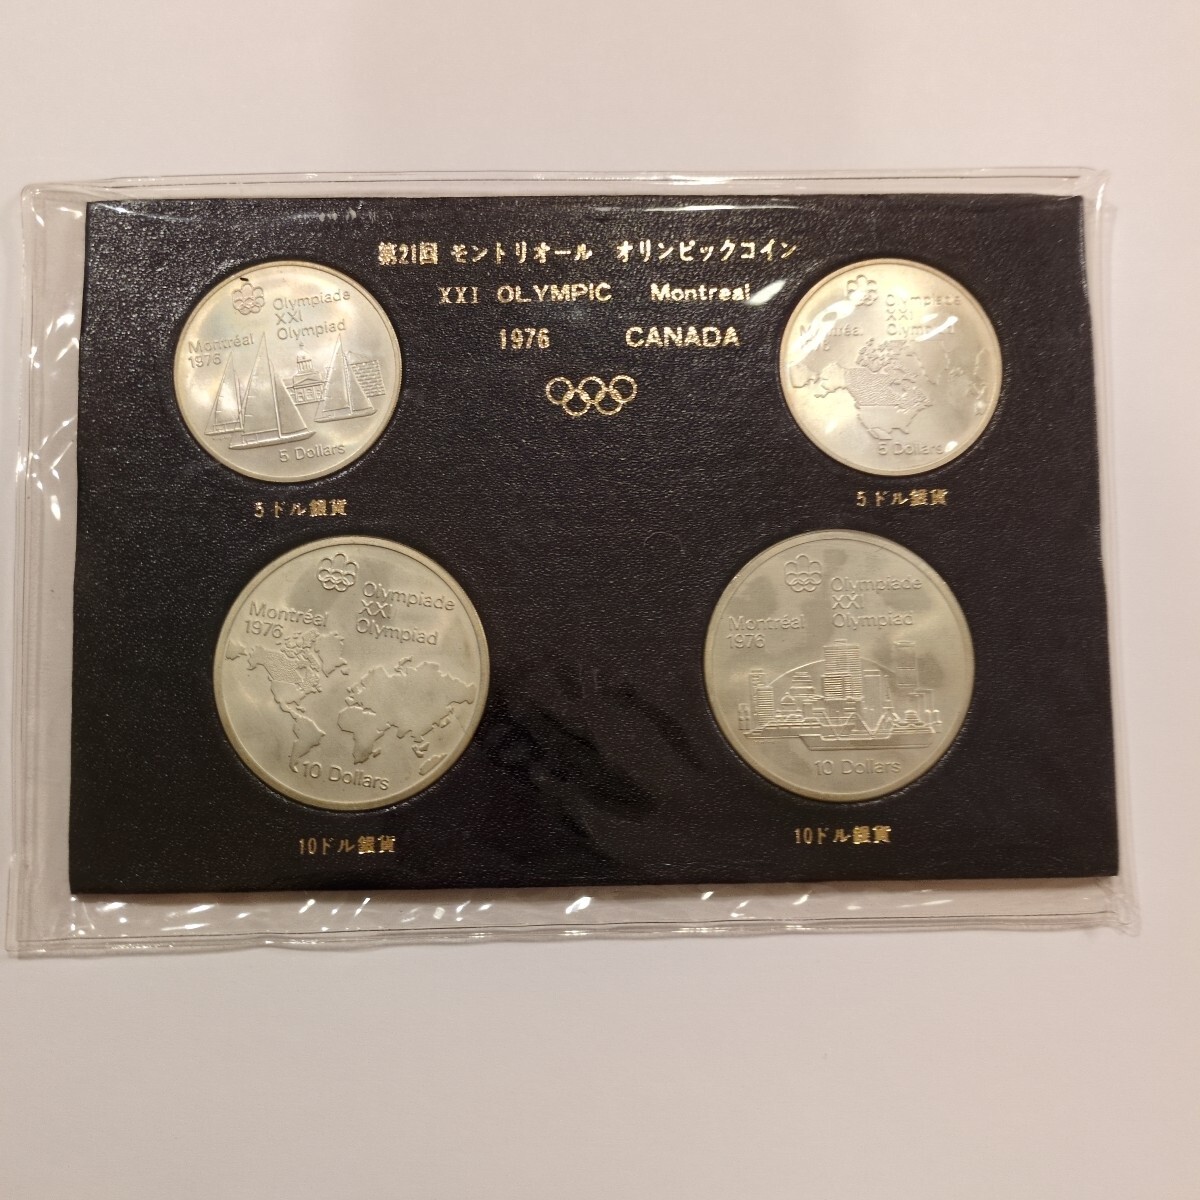 第21回 モントリオール オリンピックコイン
XXI OLYMPIC Montreal
1976 CANADA
Olympiade
XXI
Olympiad
Montréal
1976
5 Dollars
5ドル銀貨
Olympiade
XXI
Olympiad
Montréal
5 Dollars
5ドル銀貨
Olympiade
XXI
Olympiad
Montréal
1976
10 Dollars
10ドル銀貨
Olympiade
XXI
Olympiad
Montréal
1976
10 Dollars
10ドル銀貨